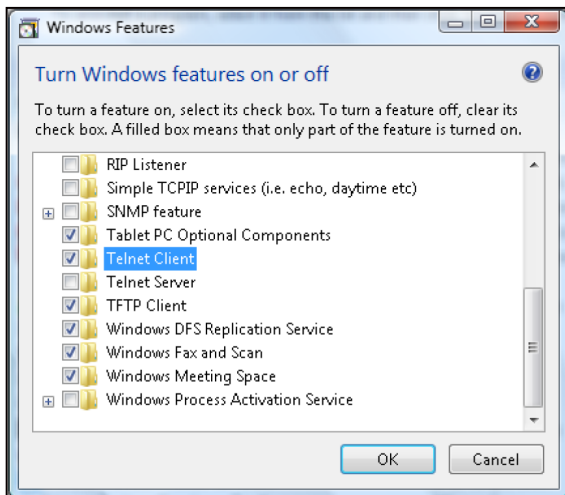 Windows Features
Turn Windows features on or off
To turn a feature on, select its check box. To turn a feature off, clear its
check box. A filled box means that only part of the feature is turned on.
RIP Listener
Simple TCPIP services (i.e. echo, daytime etc)
SNMP feature
Tablet PC Optional Components
Telnet Client
Telnet Server
TFTP Client
Windows DFS Replication Service
Windows Fax and Scan
Windows Meeting Space
Windows Process Activation Service
OK Cancel